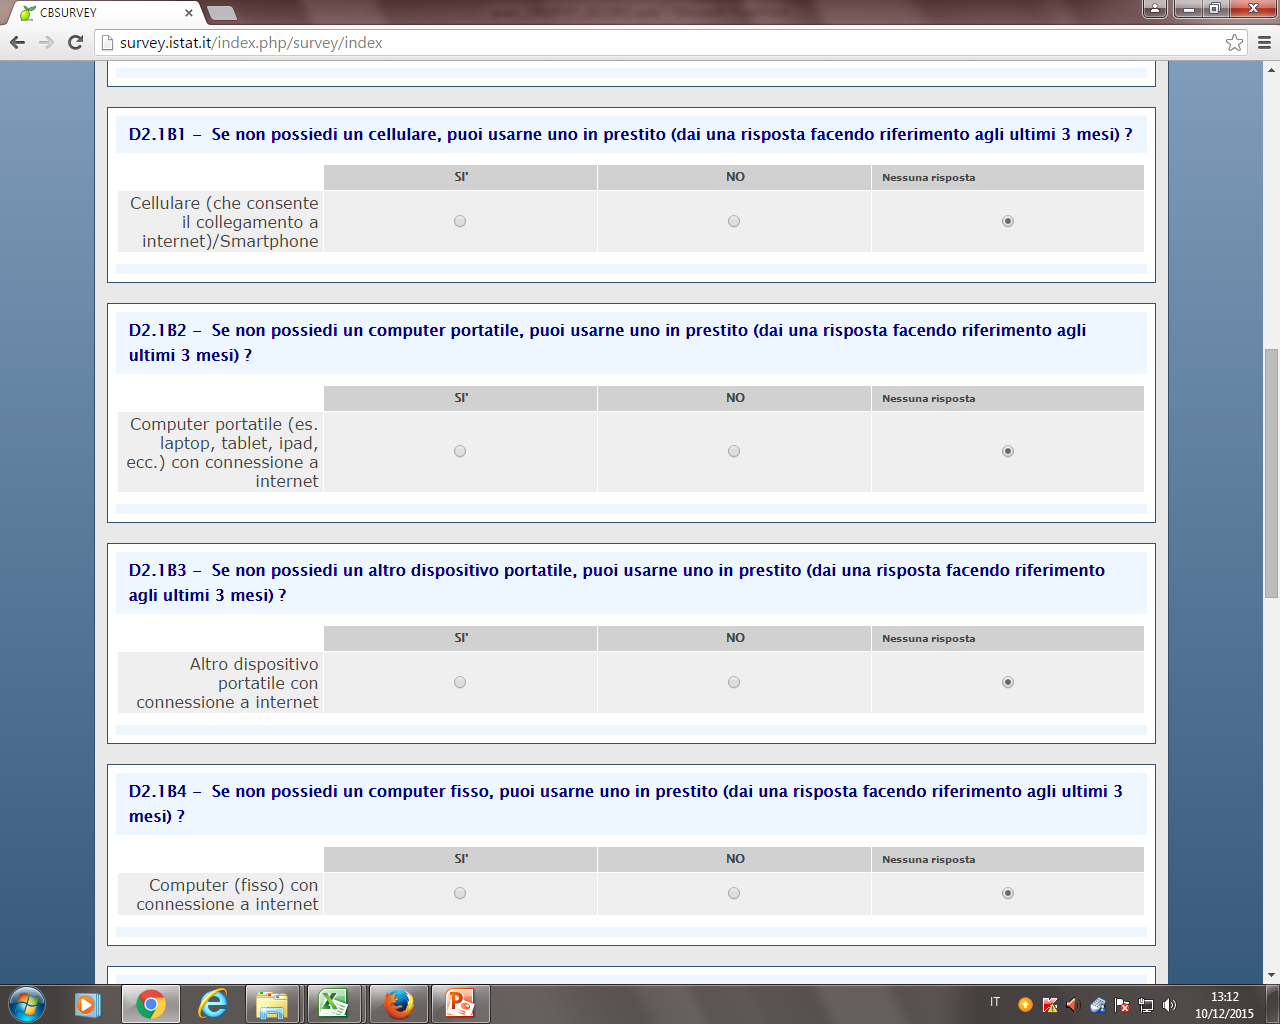 CBSURVEY
survey.istat.it/index.php/survey/index
D2.1B1 – Se non possiedi un cellulare, puoi usarne uno in prestito (dai una risposta facendo riferimento agli ultimi 3 mesi) ?
SI' NO Nessuna risposta
Cellulare (che consente
il collegamento a
internet)/Smartphone
D2.1B2 – Se non possiedi un computer portatile, puoi usarne uno in prestito (dai una risposta facendo riferimento agli
ultimi 3 mesi) ?
SI' NO Nessuna risposta
Computer portatile (es.
laptop, tablet, ipad,
ecc.) con connessione a
internet
D2.1B3 – Se non possiedi un altro dispositivo portatile, puoi usarne uno in prestito (dai una risposta facendo riferimento
agli ultimi 3 mesi) ?
SI' NO Nessuna risposta
Altro dispositivo
portatile con
connessione a internet
D2.1B4 – Se non possiedi un computer fisso, puoi usarne uno in prestito (dai una risposta facendo riferimento agli ultimi 3
mesi) ?
SI' NO Nessuna risposta
Computer (fisso) con
connessione a internet
IT
13:12
10/12/2015